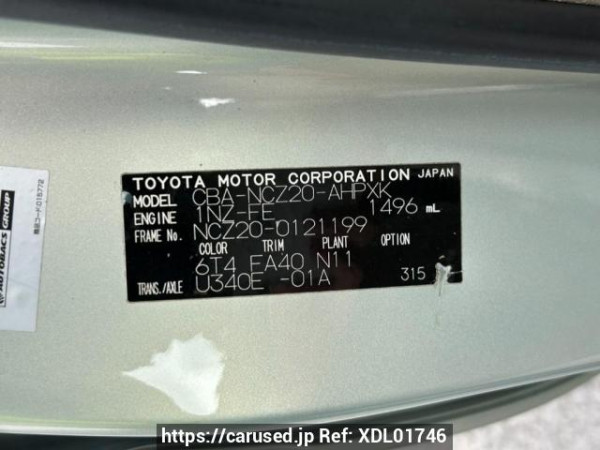 TOYOTA MOTOR CORPORATION JAPAN
MODEL CBA-NCZ20-AHPXK
ENGINE 1NZ-FE 1496 mL
FRAME No. NCZ20-0121199
COLOR TRIM PLANT OPTION
6T4 FA40 N11
TRANS./AXLE U340E -01A 315
AUTOBACS GROUP
https://carused.jp Ref: XDL01746